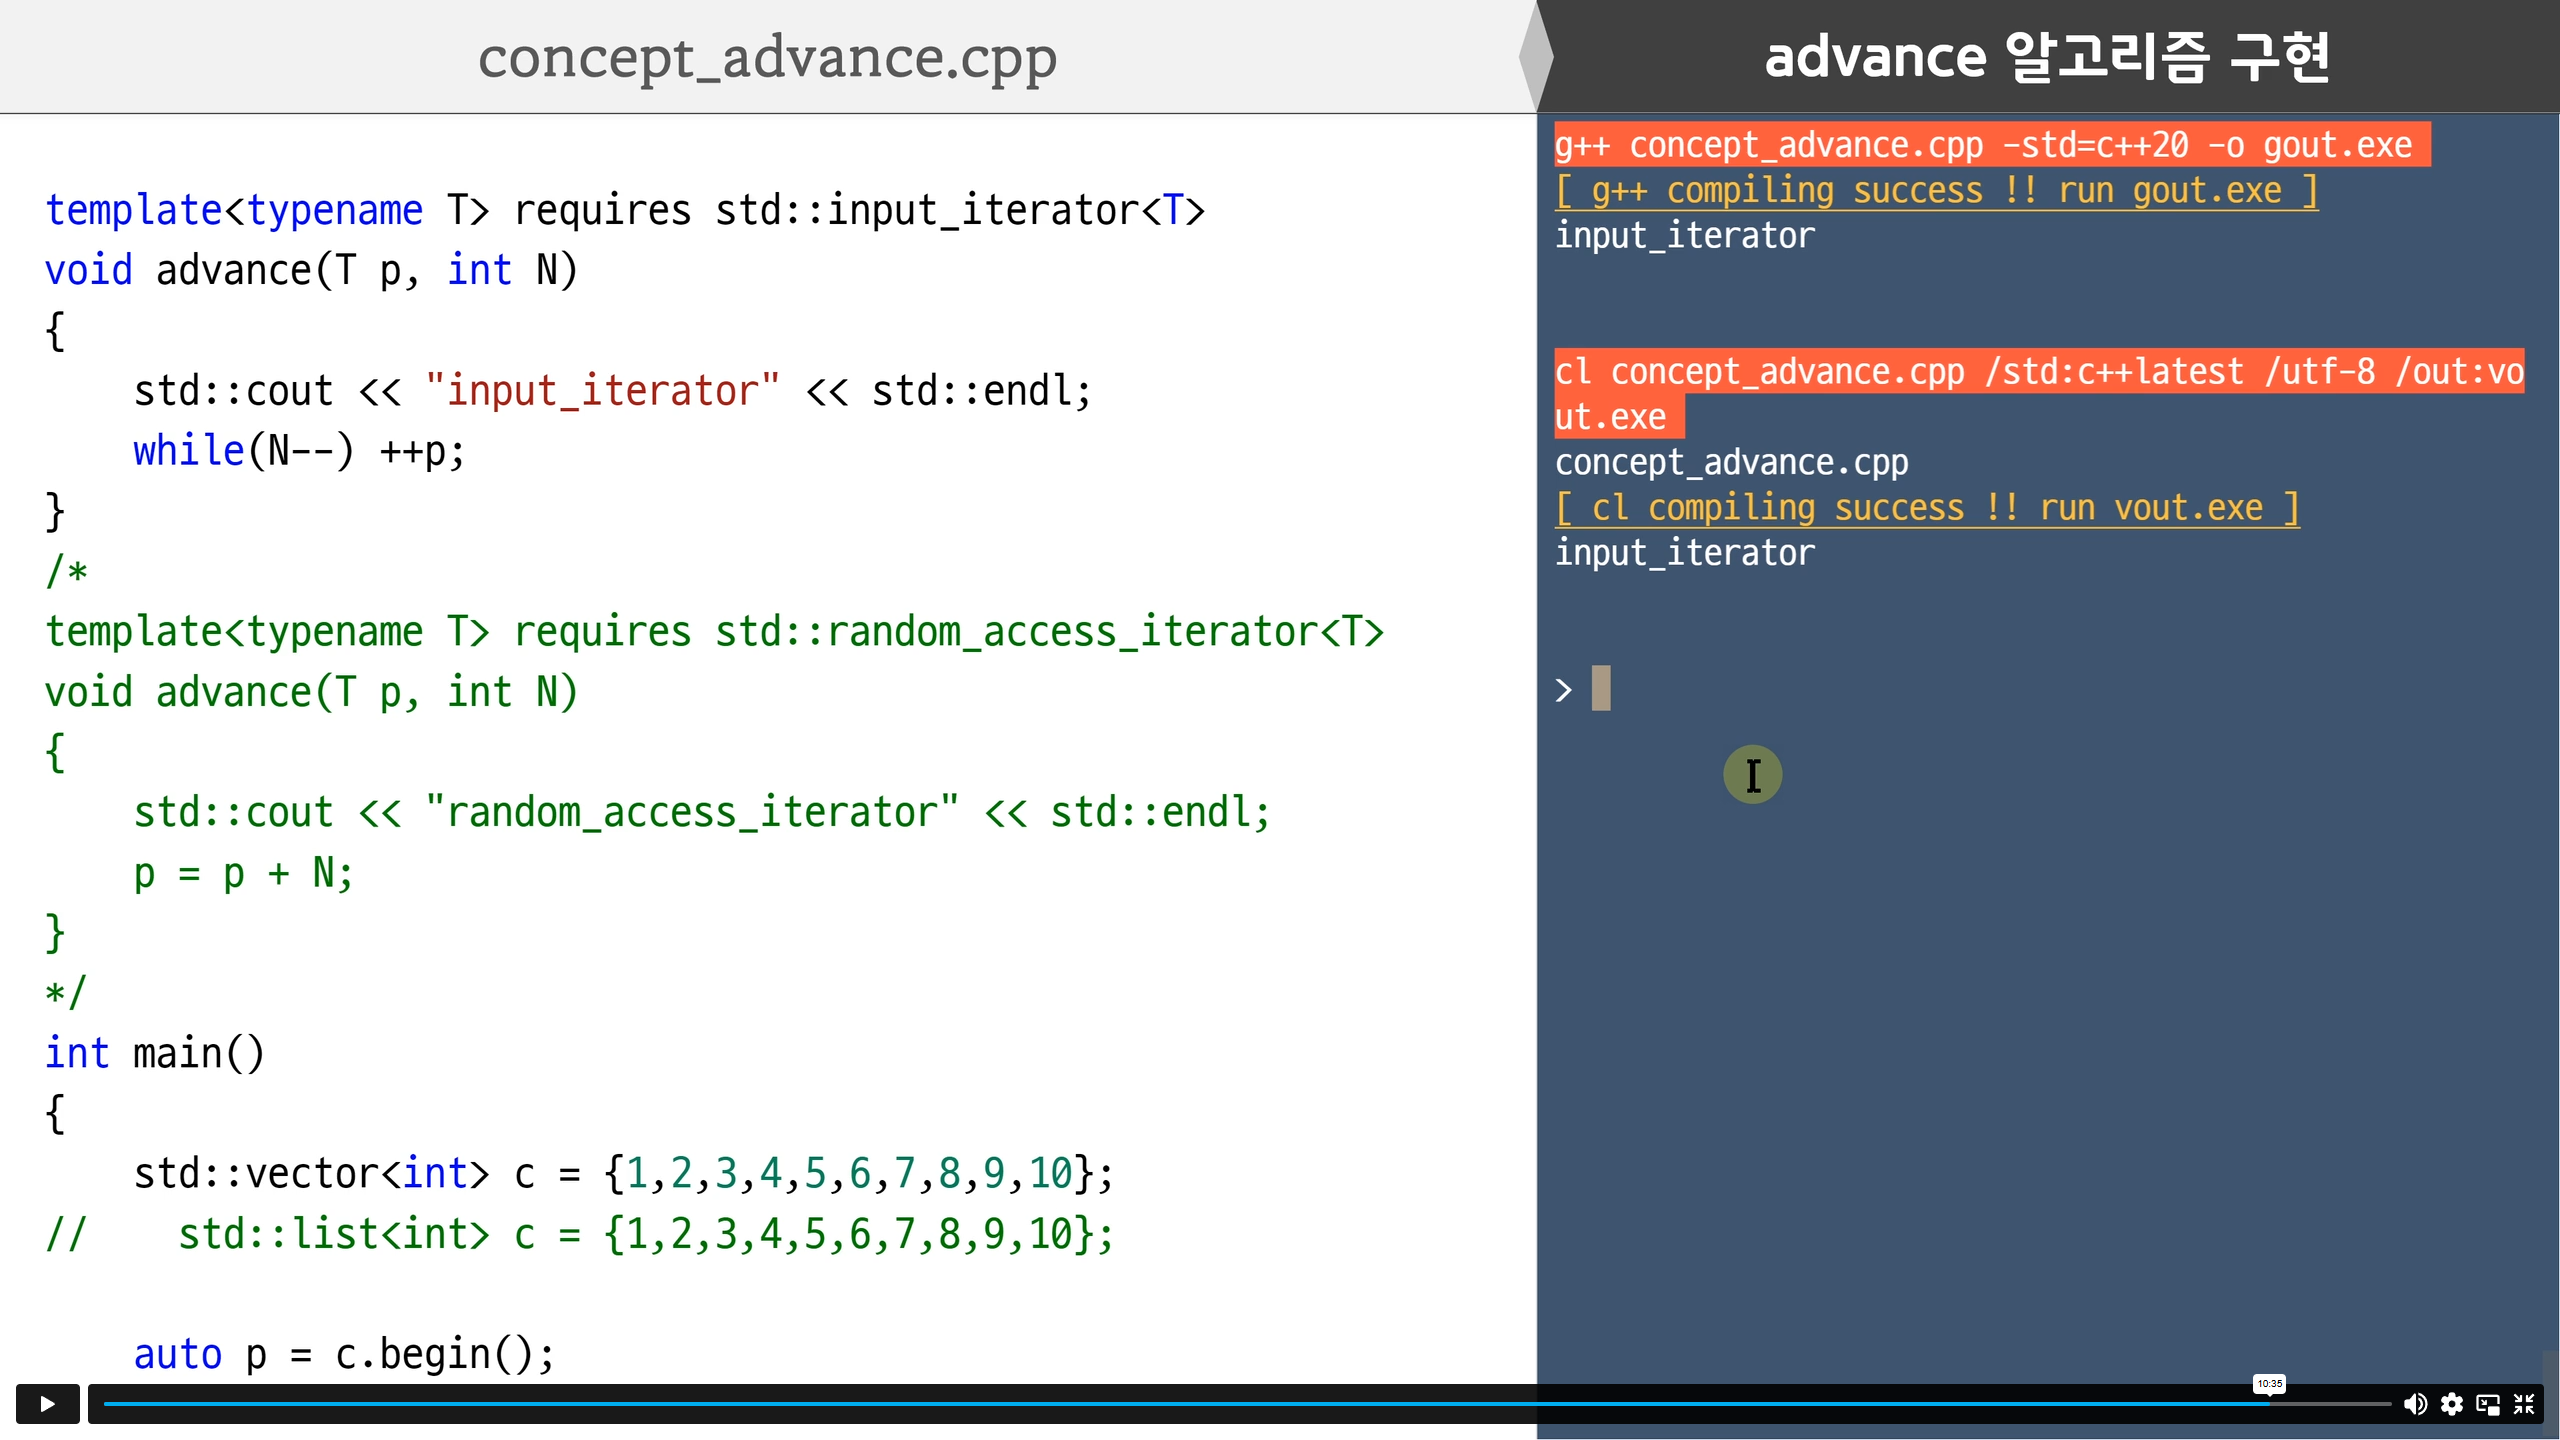 concept_advance.cpp
advance 알고리즘 구현
template<typename T> requires std::input_iterator<T>
void advance(T p, int N)
{
    std::cout << "input_iterator" << std::endl;
    while(N--) ++p;
}
/*
template<typename T> requires std::random_access_iterator<T>
void advance(T p, int N)
{
    std::cout << "random_access_iterator" << std::endl;
    p = p + N;
}
*/
int main()
{
    std::vector<int> c = {1,2,3,4,5,6,7,8,9,10};
//    std::list<int> c = {1,2,3,4,5,6,7,8,9,10};
    auto p = c.begin();
g++ concept_advance.cpp -std=c++20 -o gout.exe
[ g++ compiling success !! run gout.exe ]
input_iterator
cl concept_advance.cpp /std:c++latest /utf-8 /out:vo
ut.exe
concept_advance.cpp
[ cl compiling success !! run vout.exe ]
input_iterator
>
10:35